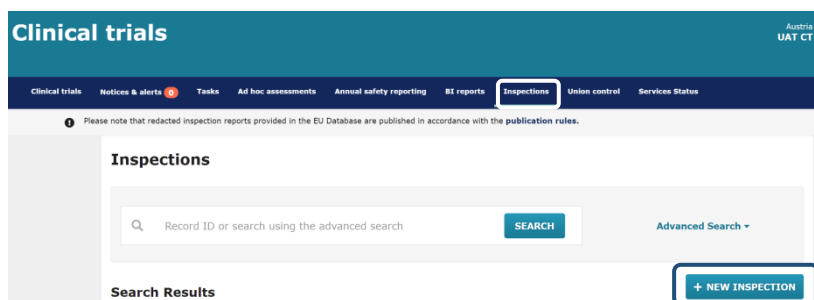 Clinical trials
Austria
UAT CT
Clinical trials Notices & alerts 0 Tasks Ad hoc assessments Annual safety reporting BI reports Inspections Union control Services Status
Please note that redacted inspection reports provided in the EU Database are published in accordance with the publication rules.
Inspections
Record ID or search using the advanced search SEARCH Advanced Search
+ NEW INSPECTION
Search Results